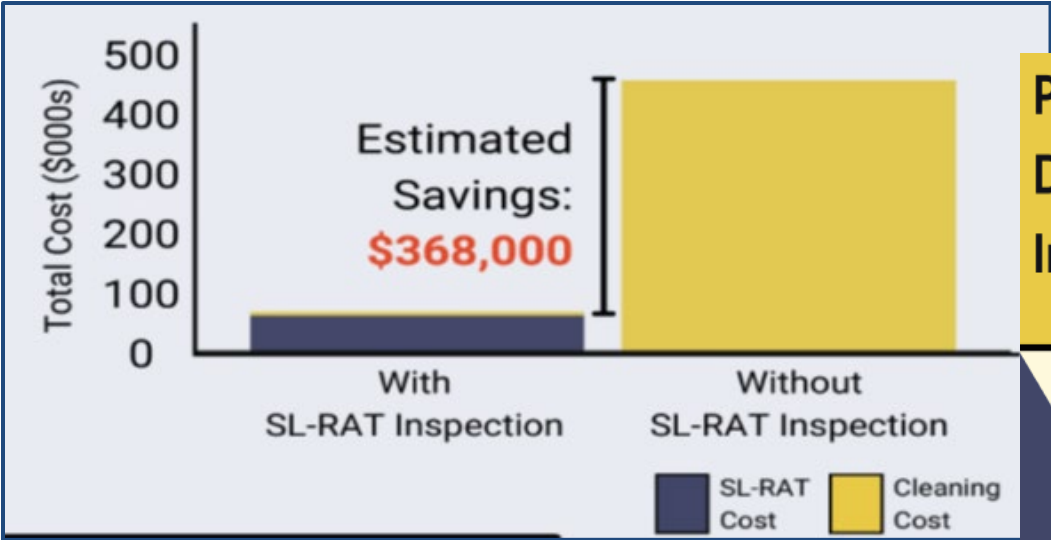 Total Cost ($000s)
500
400
300
200
100
0
Estimated
Savings:
$368,000
With
SL-RAT Inspection
Without
SL-RAT Inspection
SL-RAT
Cost
Cleaning
Cost
P
D